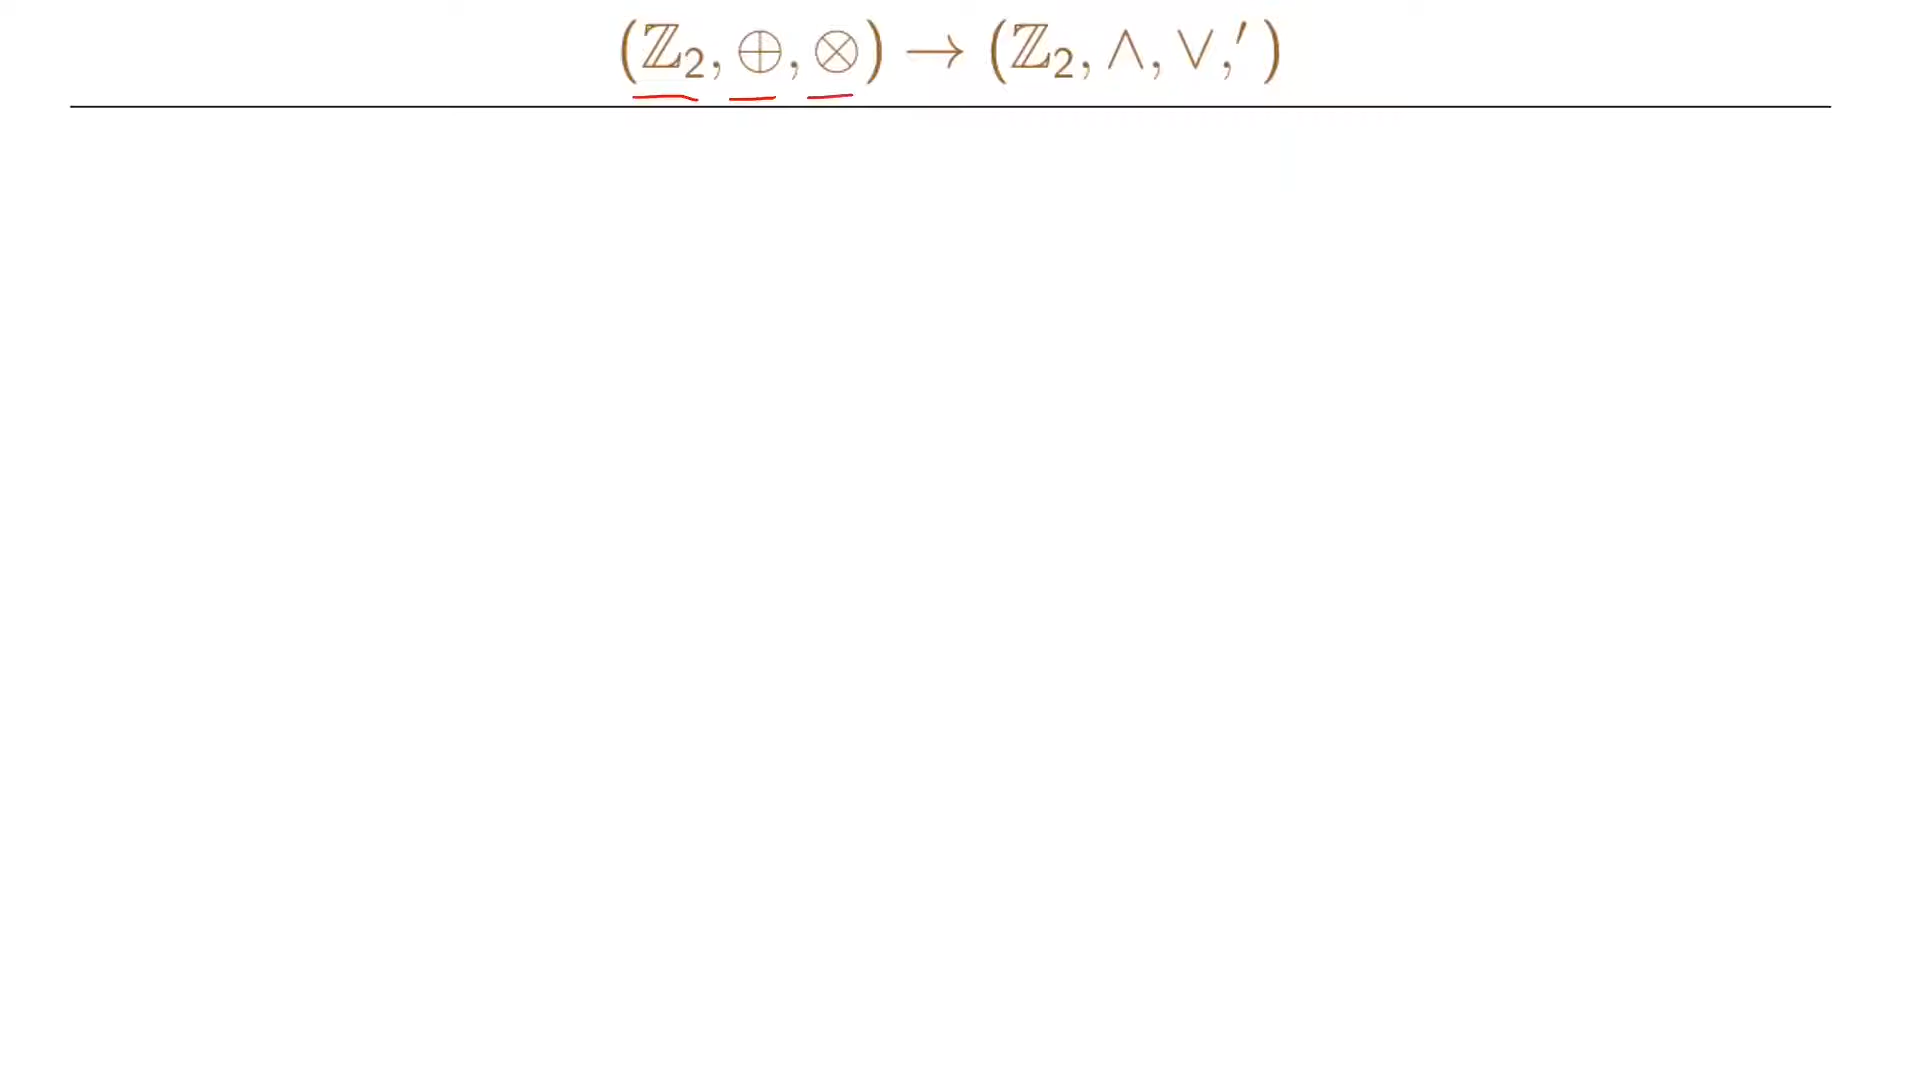 (ℤ₂, ⊕, ⊗) → (ℤ₂, ∧, ∨,′ )